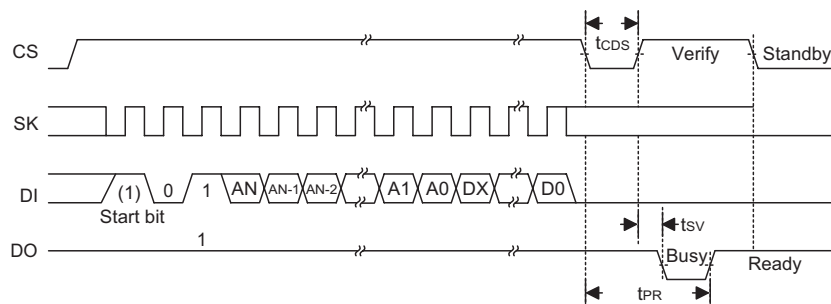 tCDS
CS Verify Standby
SK
DI (1) 0 1 AN AN-1 AN-2 A1 A0 DX D0
Start bit
tSV
DO 1 Busy Ready
tPR